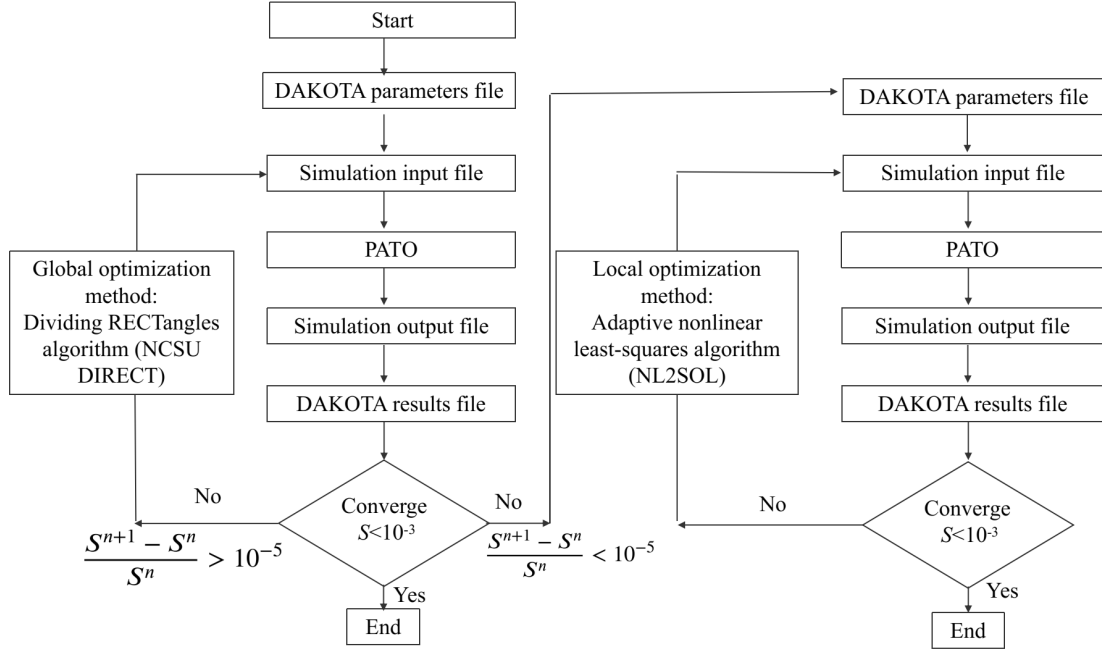 Start
DAKOTA parameters file
Simulation input file
PATO
Simulation output file
DAKOTA results file
Converge
S<10⁻³
Global optimization
method:
Dividing RECTangles
algorithm (NCSU
DIRECT)
No
(Sⁿ⁺¹ − Sⁿ)/Sⁿ > 10⁻⁵
No
(Sⁿ⁺¹ − Sⁿ)/Sⁿ < 10⁻⁵
Yes
End
DAKOTA parameters file
Simulation input file
PATO
Simulation output file
DAKOTA results file
Converge
S<10⁻³
Local optimization
method:
Adaptive nonlinear
least-squares algorithm
(NL2SOL)
No
Yes
End